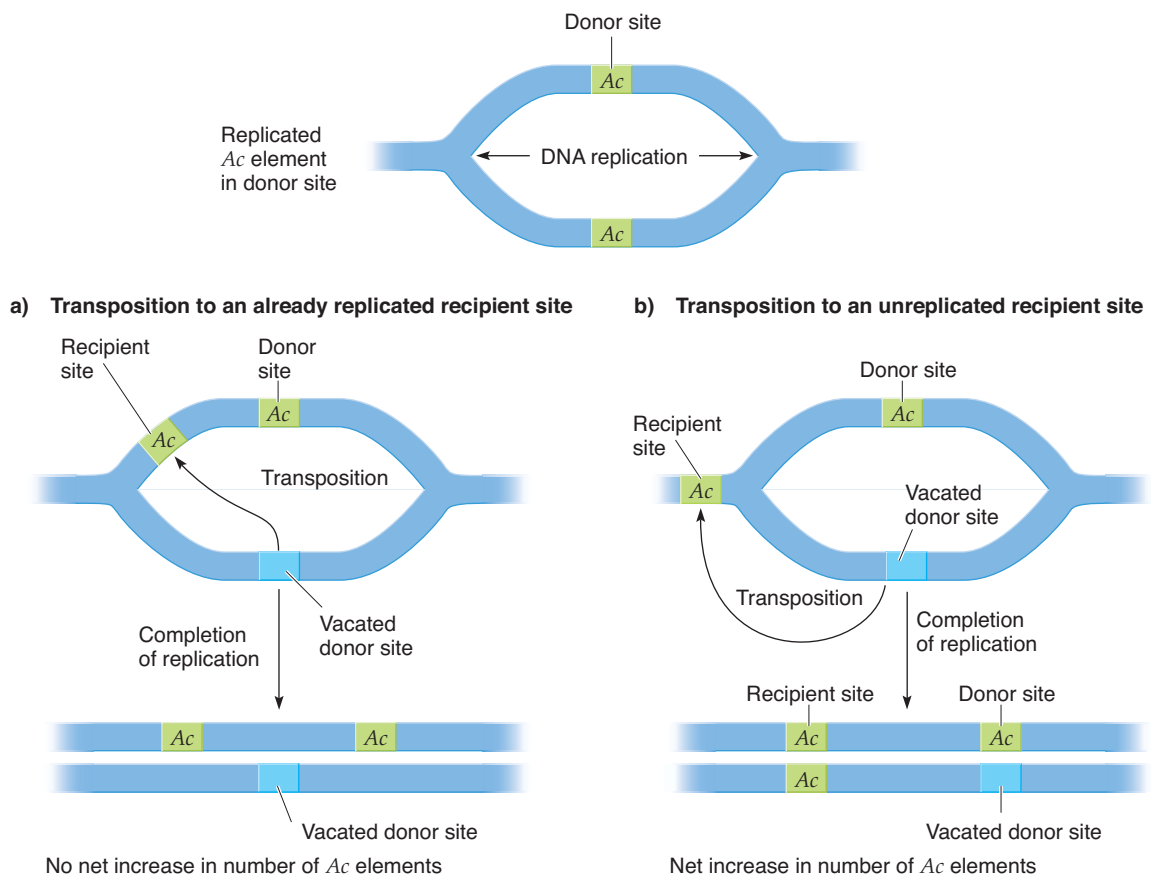 Donor site
Ac
Replicated
Ac element
in donor site
DNA replication
Ac
a) Transposition to an already replicated recipient site
Recipient
site
Donor
site
Ac
Ac
Transposition
Vacated
donor site
Completion
of replication
Ac
Ac
Vacated donor site
No net increase in number of Ac elements
b) Transposition to an unreplicated recipient site
Donor site
Ac
Recipient
site
Ac
Vacated
donor site
Transposition
Completion
of replication
Recipient site
Donor site
Ac
Ac
Ac
Vacated donor site
Net increase in number of Ac elements